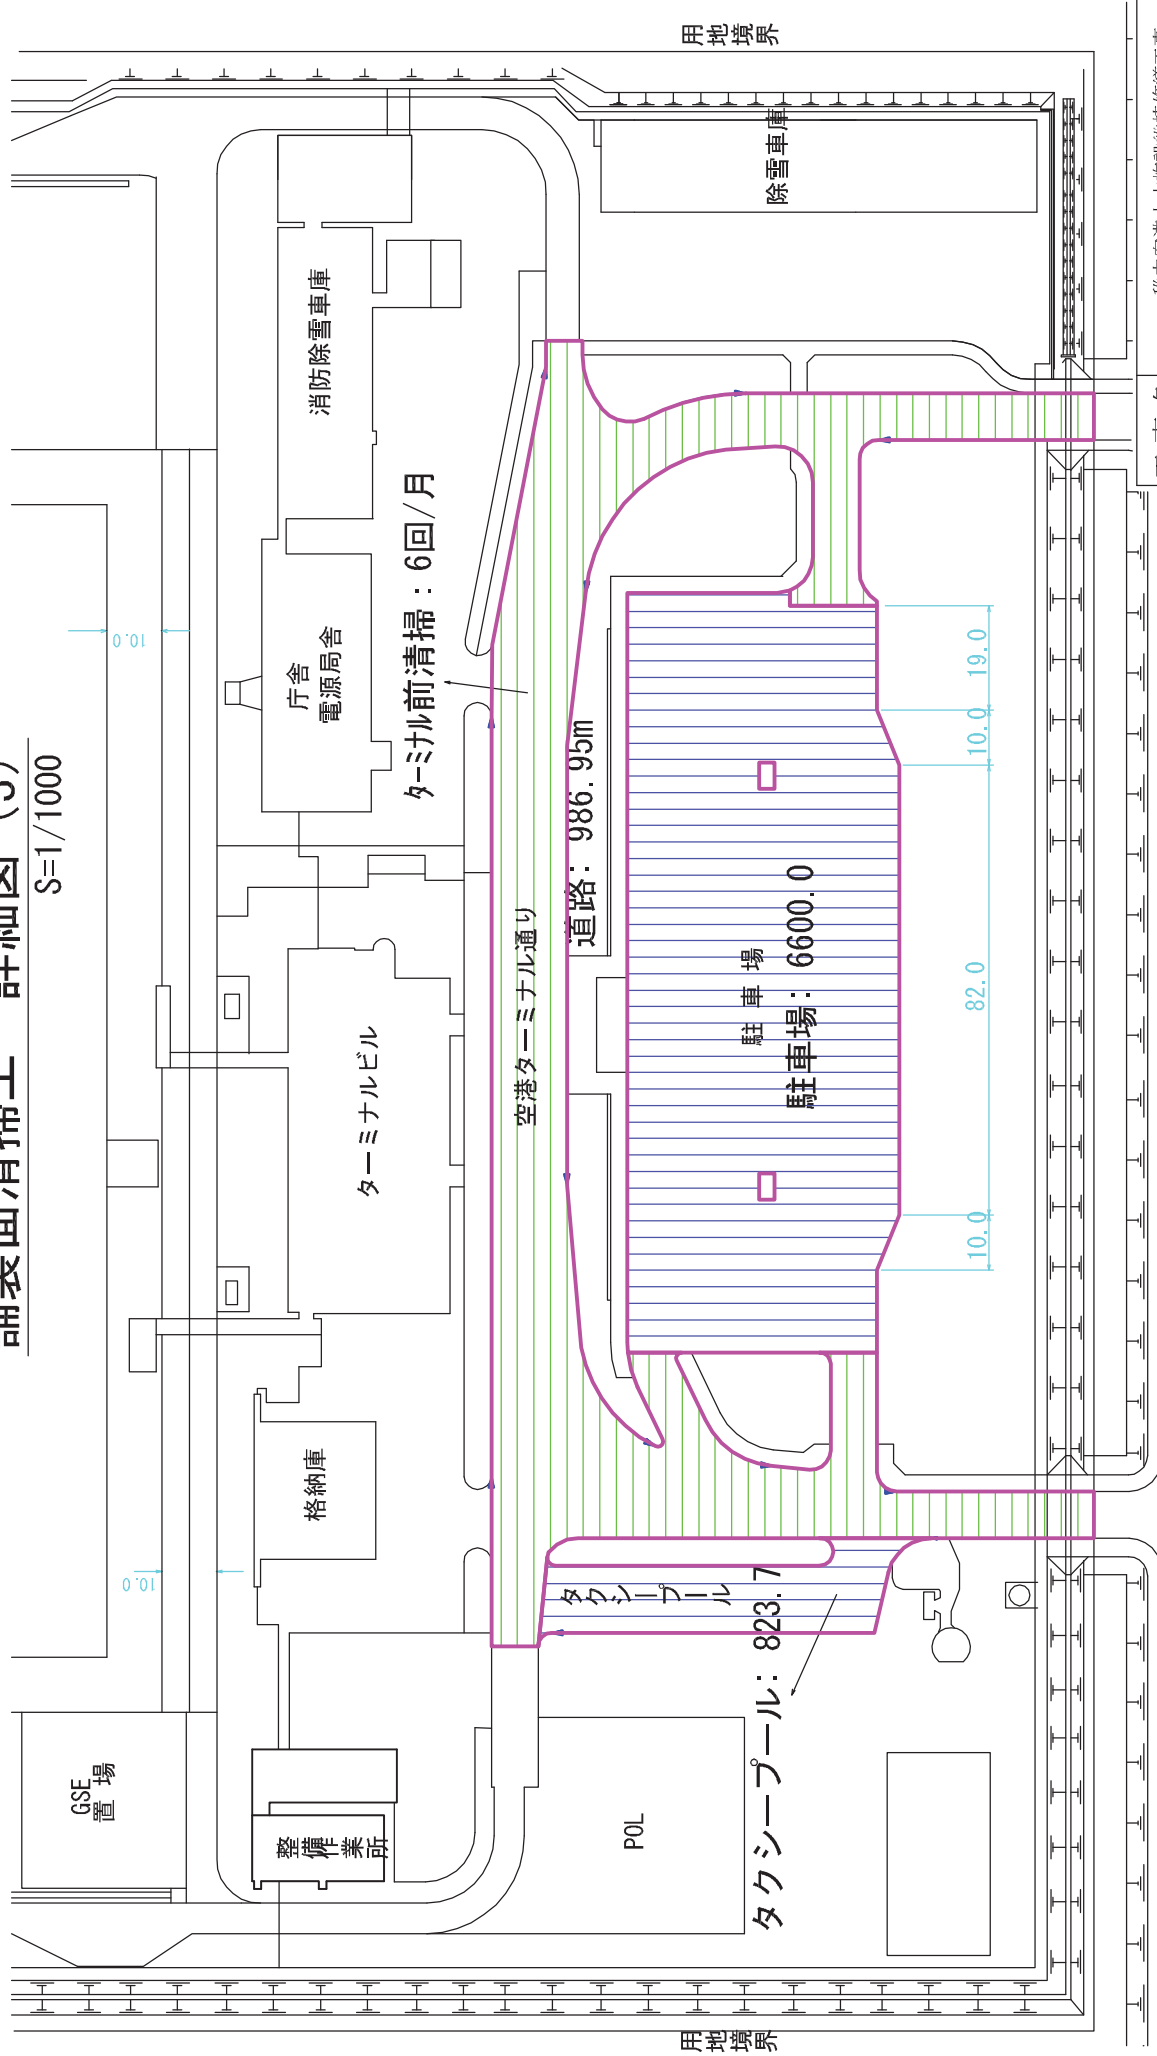 舗装面清掃工 詳細図 (3)
S=1/1000
用地境界
除雪車庫
消防除雪車庫
庁舎
電源局舎
ターミナル前清掃：6回/月
10.0
空港ターミナル通り
道路：986.95m
ターミナルビル
駐車場
駐車場：6600.0
19.0
10.0
82.0
10.0
格納庫
10.0
タクシープール
タクシープール：823.7
GSE
置場
整備作業所
POL
用地境界